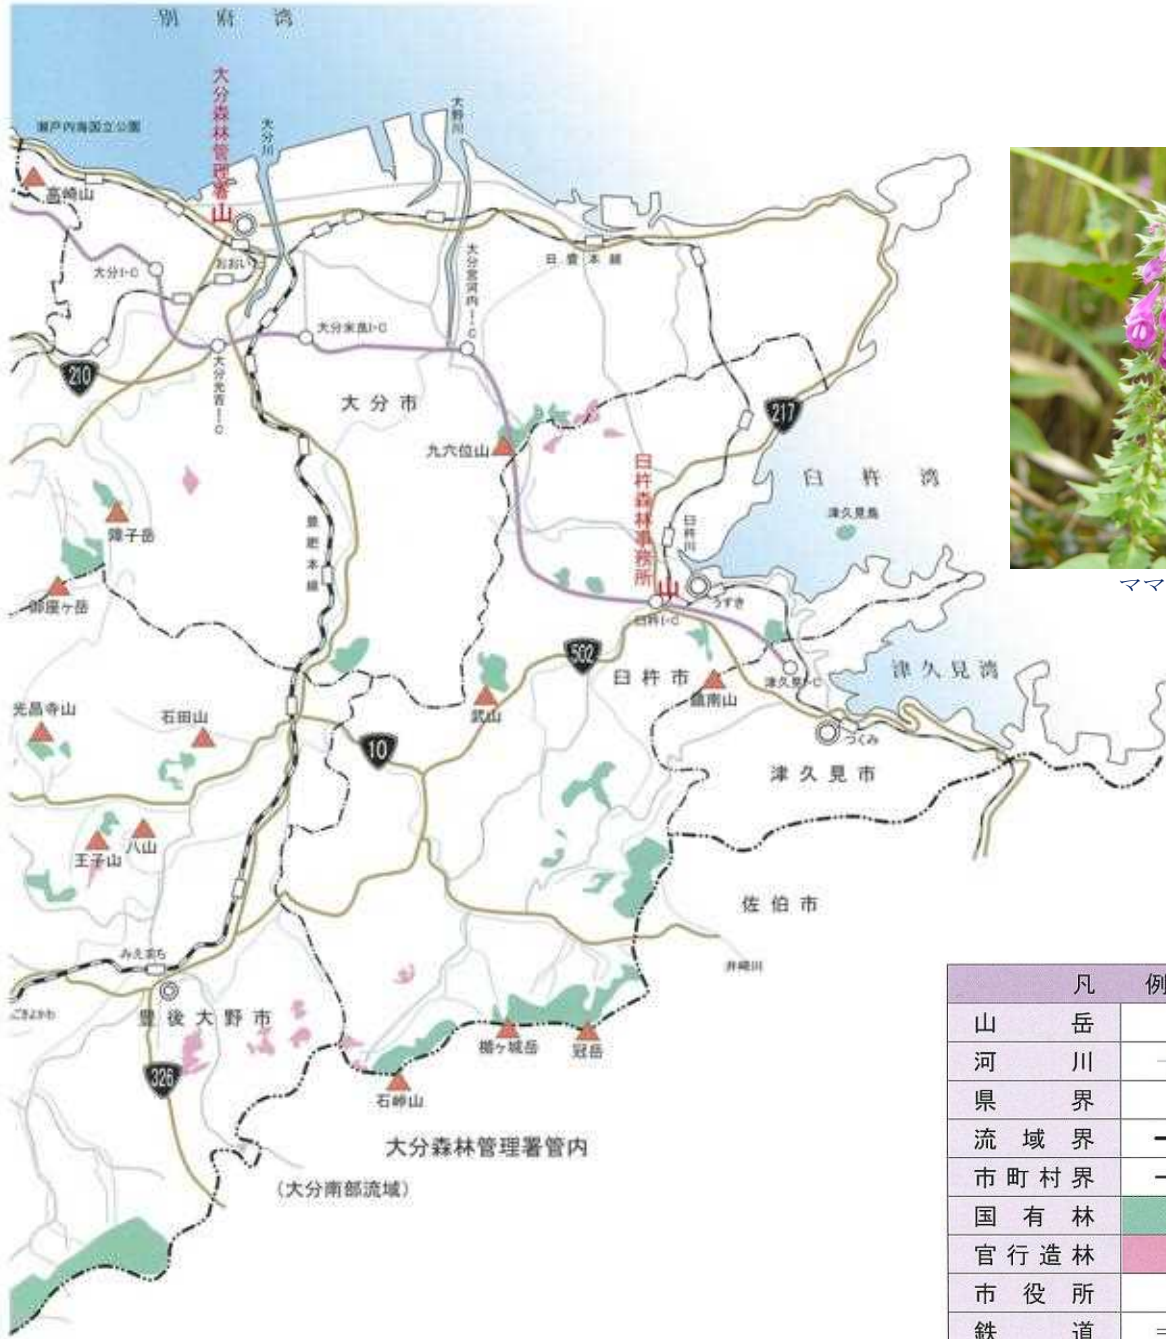 別府湾
大分森林管理署
瀬戸内海国立公園
大分川
大野川
高崎山
大分I・C
おおいた
日豊本線
大分宮河内I・C
大分米良I・C
大分光吉I・C
210
大分市
217
九六位山
臼杵森林事務所
臼杵湾
津久見島
臼杵川
障子岳
豊肥本線
御座ヶ岳
ママ
うすき
臼杵I・C
502
臼杵市
津久見I・C
津久見湾
鎮南山
武山
光昌寺山
石田山
10
つくみ
津久見市
王子山
八山
佐伯市
みえまち
井崎川
豊後大野市
楯ヶ城岳
冠岳
326
石峠山
大分森林管理署管内
(大分南部流域)
凡例
山岳
河川
県界
流域界
市町村界
国有林
官行造林
市役所
鉄道